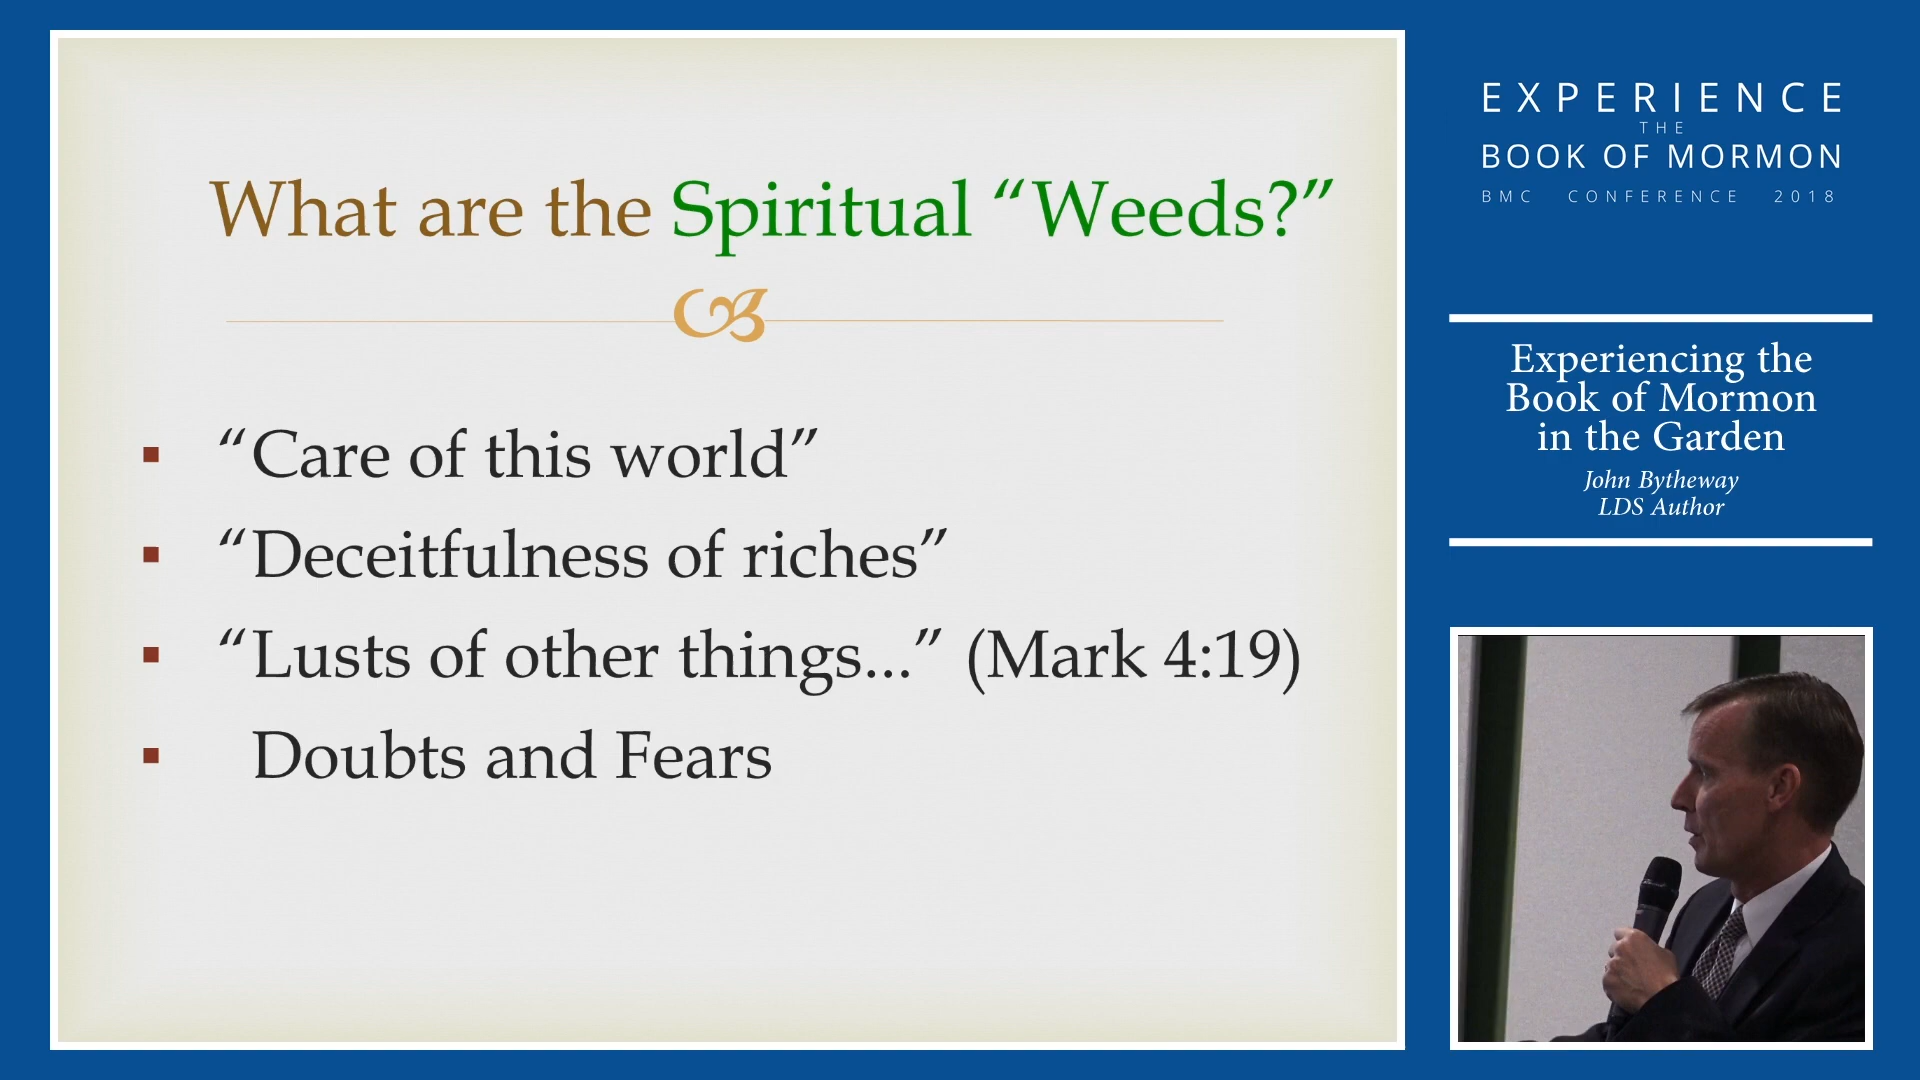 What are the Spiritual “Weeds?”
▪ “Care of this world”
▪ “Deceitfulness of riches”
▪ “Lusts of other things...” (Mark 4:19)
▪ Doubts and Fears
EXPERIENCE
THE
BOOK OF MORMON
BMC CONFERENCE 2018
Experiencing the
Book of Mormon
in the Garden
John Bytheway
LDS Author